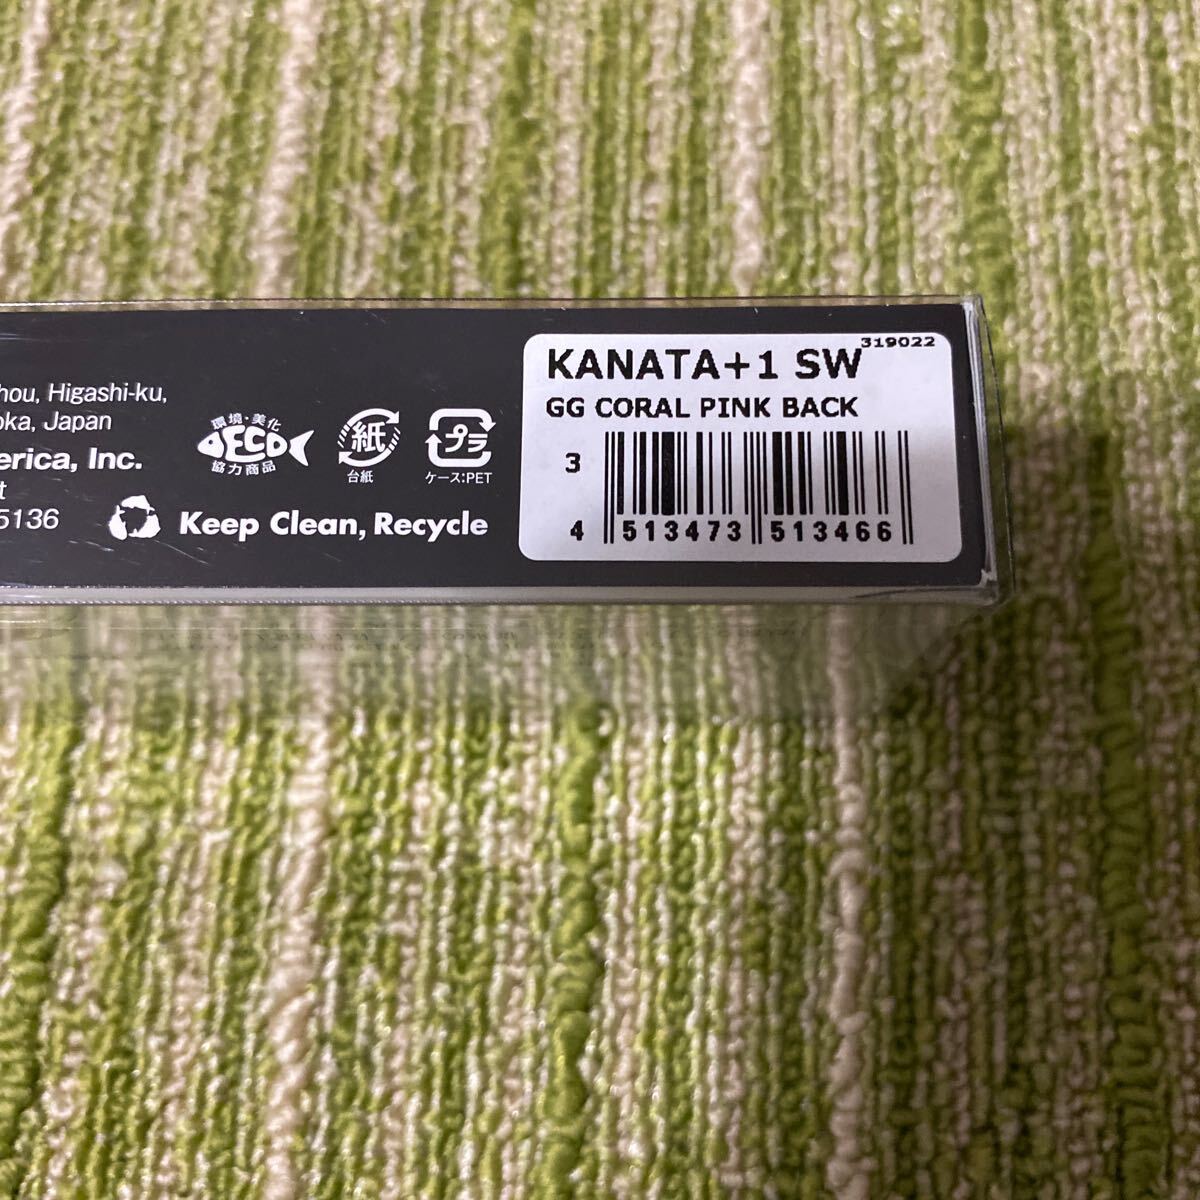 hou, Higashi-ku,
oka, Japan
erica, Inc.
t
5136
環境・美化
ECO
協力商品
紙
台紙
プラ
ケース:PET
Keep Clean, Recycle
319022
KANATA+1 SW
GG CORAL PINK BACK
3
4 513473 513466